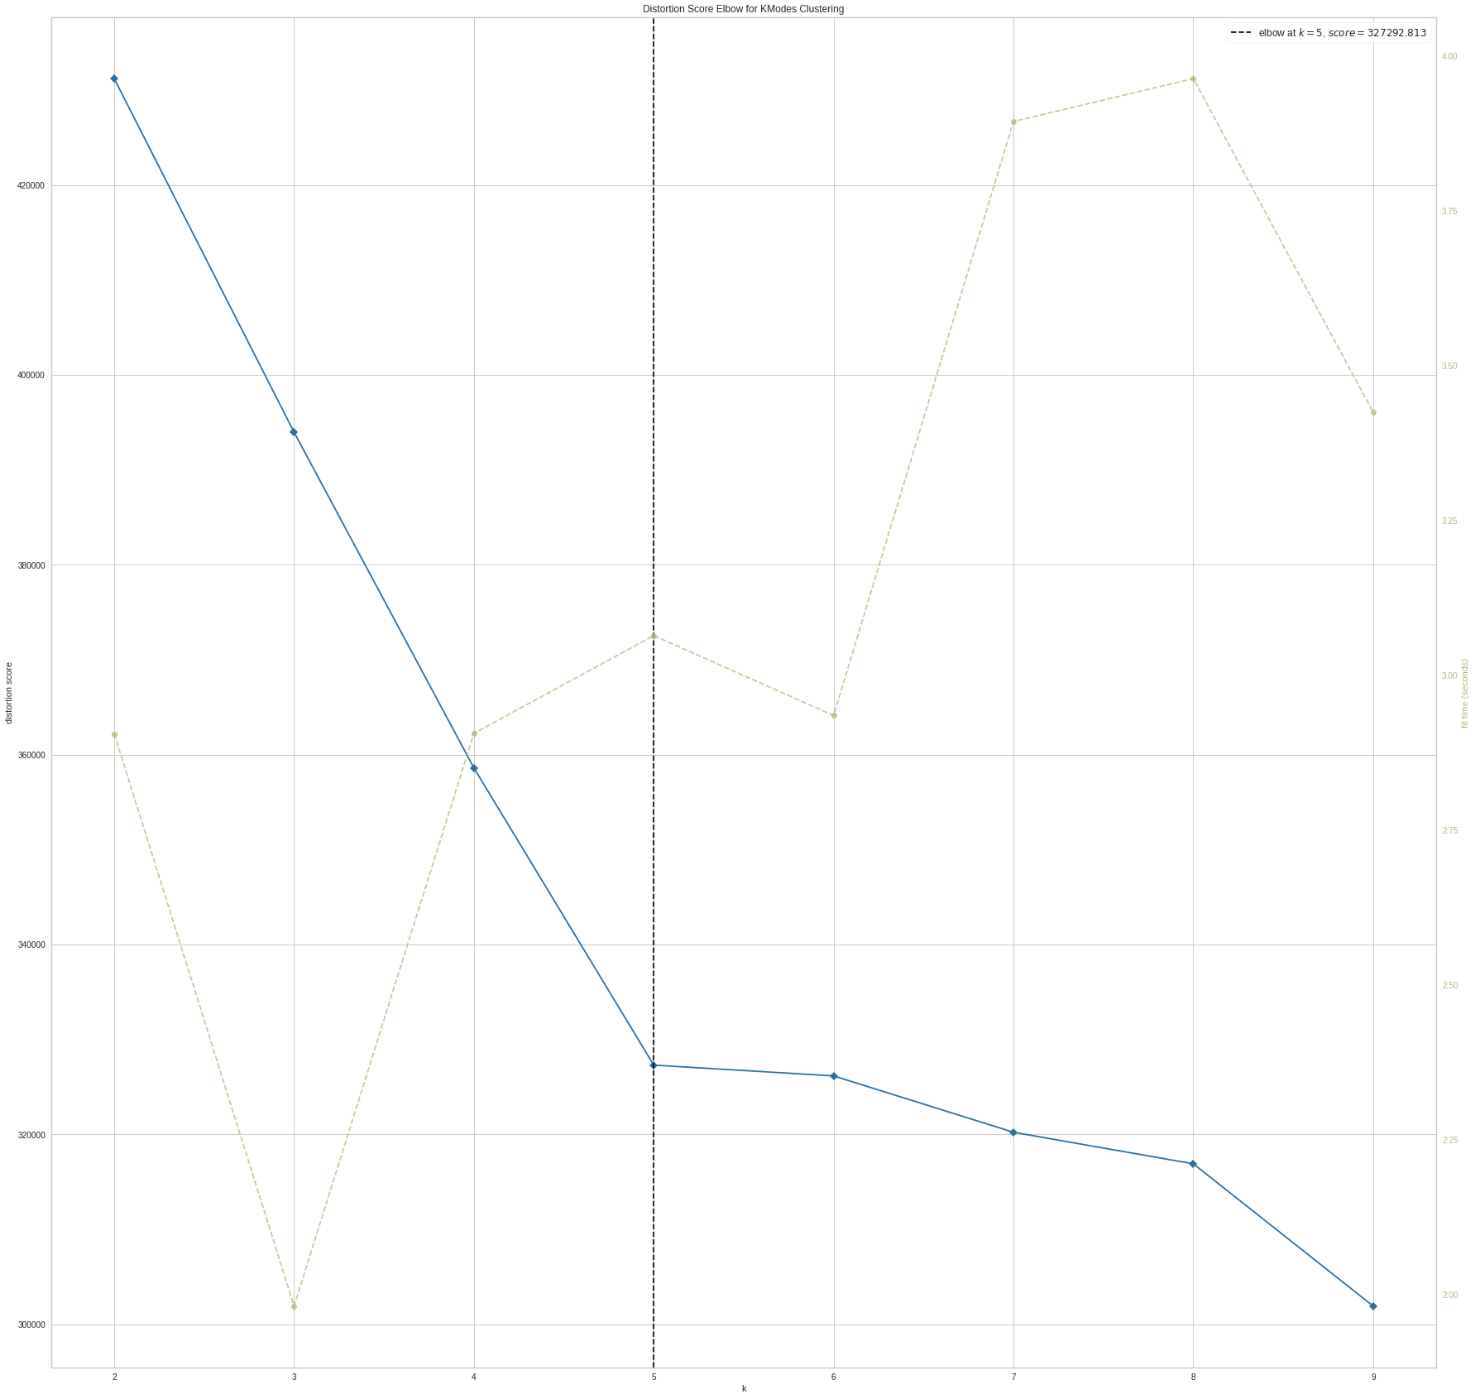 Distortion Score Elbow for KModes Clustering
elbow at k = 5, score = 327292.813
420000
400000
380000
360000
340000
320000
300000
distortion score
4.00
3.75
3.50
3.25
3.00
2.75
2.50
2.25
2.00
fit time (seconds)
2 3 4 5 6 7 8 9
k